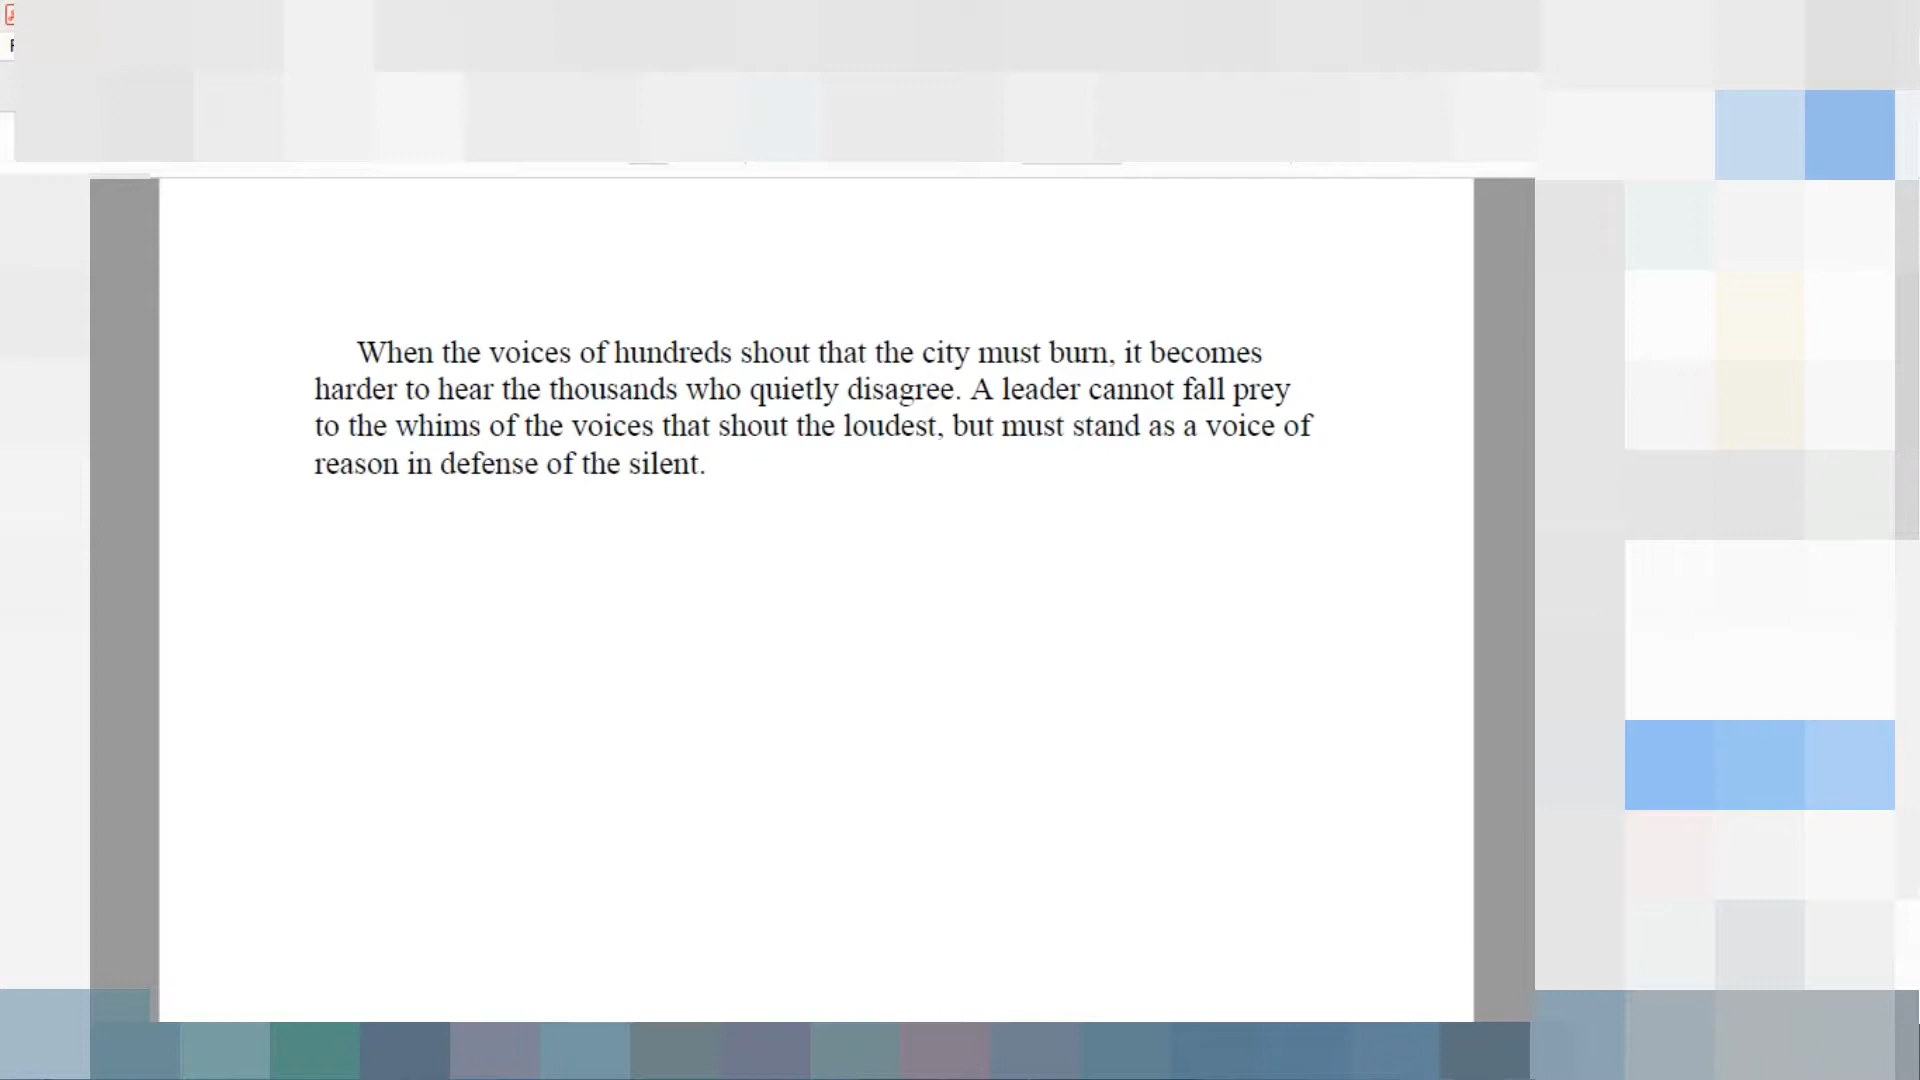 When the voices of hundreds shout that the city must burn, it becomes
harder to hear the thousands who quietly disagree. A leader cannot fall prey
to the whims of the voices that shout the loudest, but must stand as a voice of
reason in defense of the silent.